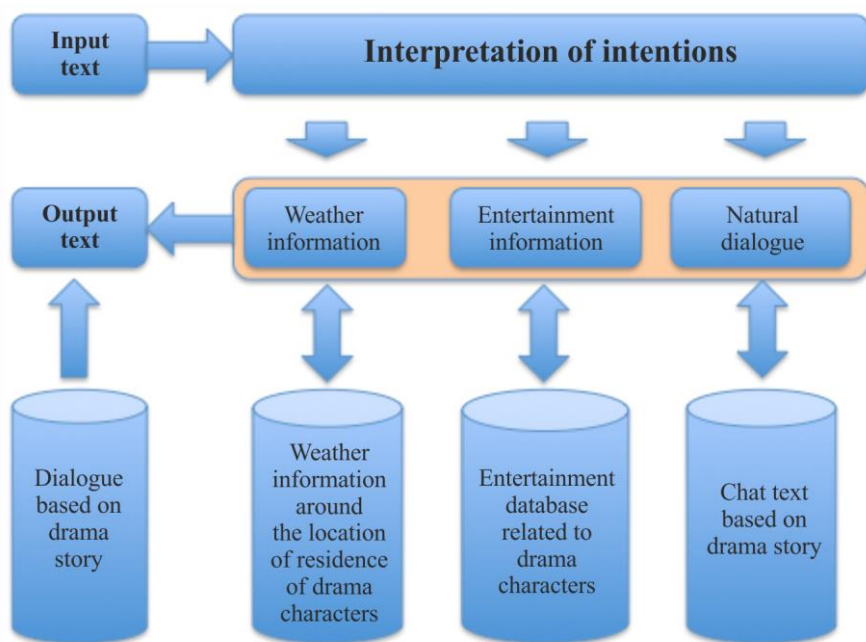 Input
text
Interpretation of intentions
Output
text
Weather
information
Entertainment
information
Natural
dialogue
Dialogue
based on
drama
story
Weather
information
around
the location
of residence
of drama
characters
Entertainment
database
related to
drama
characters
Chat text
based on
drama story